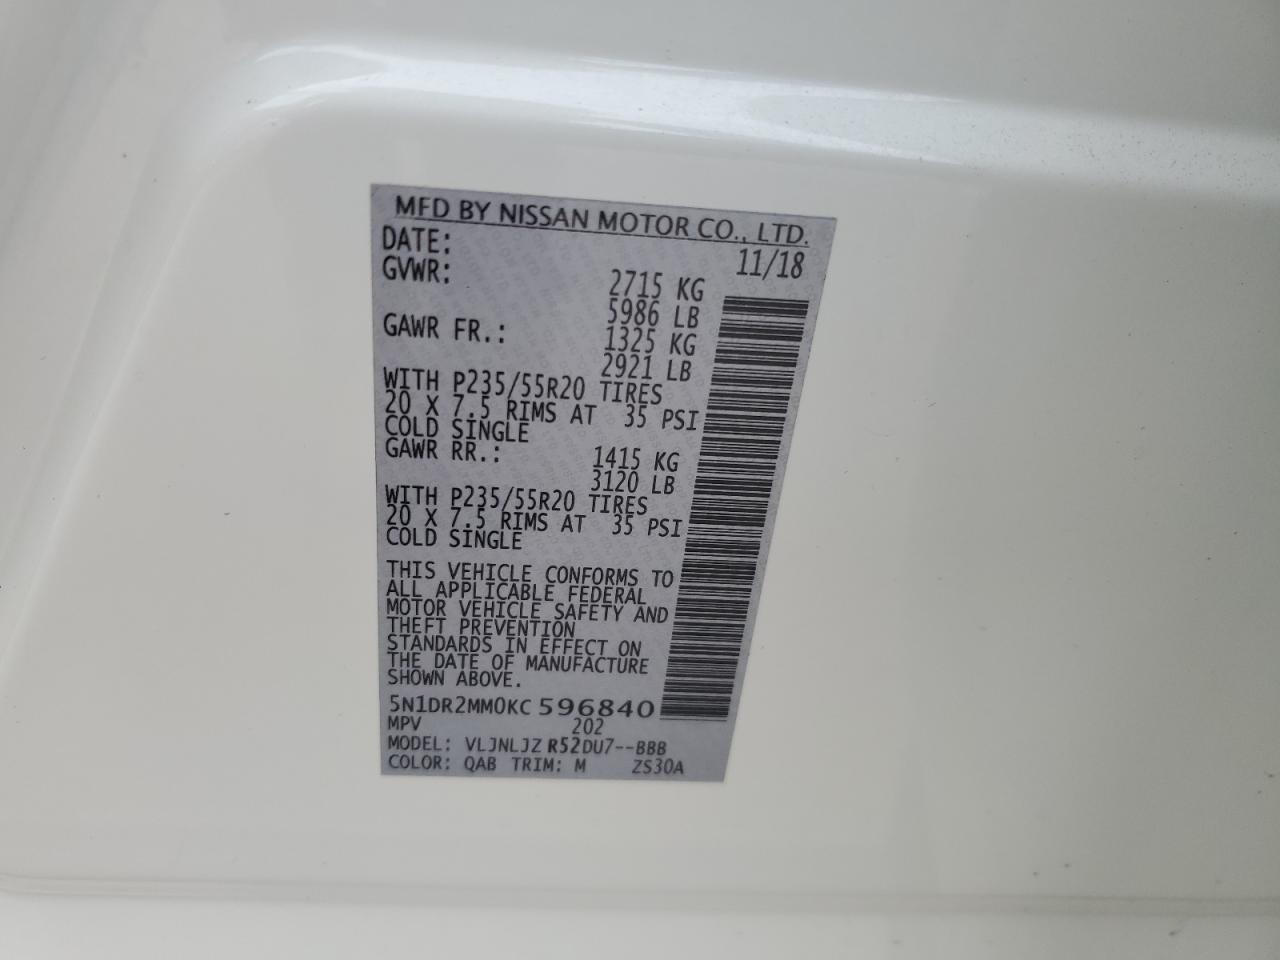 MFD BY NISSAN MOTOR CO., LTD.
DATE: 11/18
GVWR: 2715 KG
5986 LB
GAWR FR.: 1325 KG
2921 LB
WITH P235/55R20 TIRES
20 X 7.5 RIMS AT 35 PSI
COLD SINGLE
GAWR RR.: 1415 KG
3120 LB
WITH P235/55R20 TIRES
20 X 7.5 RIMS AT 35 PSI
COLD SINGLE
THIS VEHICLE CONFORMS TO
ALL APPLICABLE FEDERAL
MOTOR VEHICLE SAFETY AND
THEFT PREVENTION
STANDARDS IN EFFECT ON
THE DATE OF MANUFACTURE
SHOWN ABOVE.
5N1DR2MM0KC 596840
MPV 202
MODEL: VLJNLJZ R52DU7--BBB
COLOR: QAB TRIM: M ZS30A